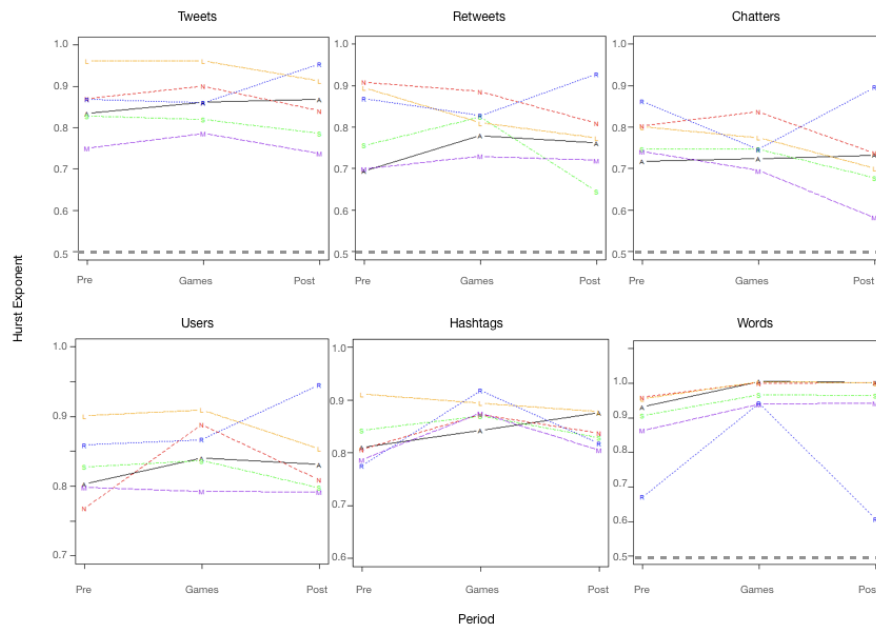 Tweets Retweets Chatters
1.0 1.0 1.0
0.9 0.9 0.9
0.8 0.8 0.8
0.7 0.7 0.7
0.6 0.6 0.6
0.5 0.5 0.5
Pre Games Post Pre Games Post Pre Games Post
Hurst Exponent
Users Hashtags Words
1.0 0.9 1.0
0.9 0.8 0.9
0.8 0.7 0.8
0.7 0.6 0.7
0.6
0.5
Pre Games Post Pre Games Post Pre Games Post
Period